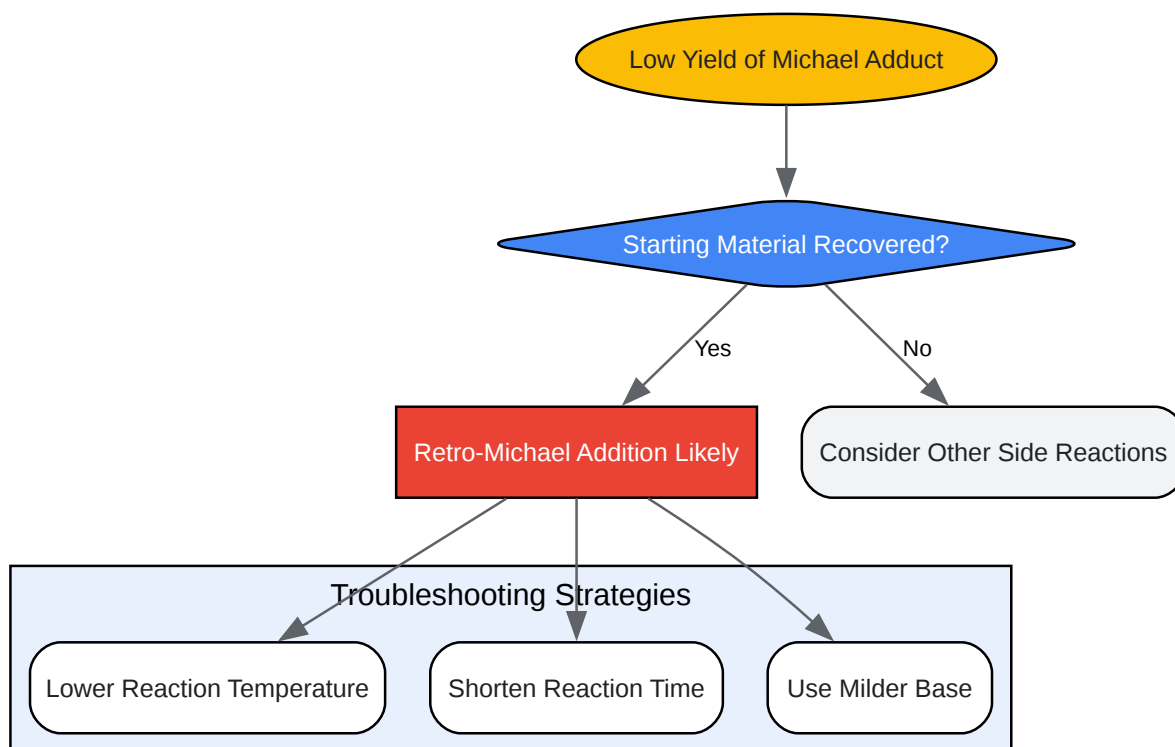 Low Yield of Michael Adduct
Starting Material Recovered?
Yes
No
Retro-Michael Addition Likely
Consider Other Side Reactions
Troubleshooting Strategies
Lower Reaction Temperature
Shorten Reaction Time
Use Milder Base